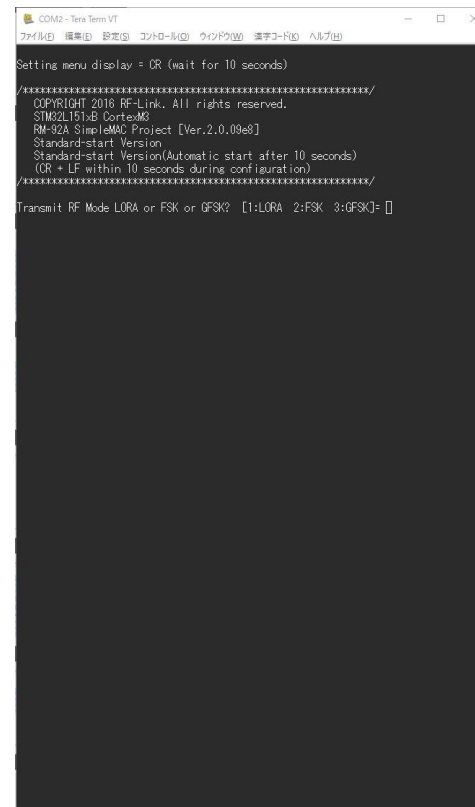 COM2 - Tera Term VT
ファイル(F) 編集(E) 設定(S) コントロール(O) ウィンドウ(W) 漢字コード(K) ヘルプ(H)
Setting menu display = CR (wait for 10 seconds)
/******************************************************/
COPYRIGHT 2016 RF-Link. All rights reserved.
STM32L151xB CortexM3
RM-92A SimpleMAC Project [Ver.2.0.09e8]
Standard-start Version
Standard-start Version(Automatic start after 10 seconds)
(CR + LF within 10 seconds during configuration)
/******************************************************/
Transmit RF Mode LORA or FSK or GFSK? [1:LORA 2:FSK 3:GFSK]=